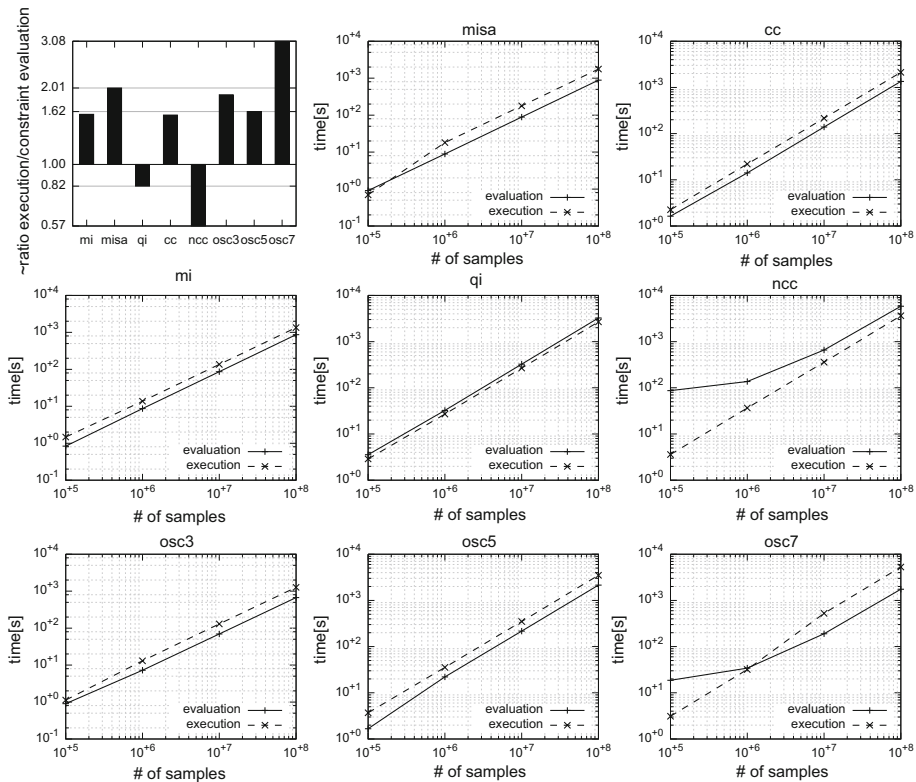 ~ratio execution/constraint evaluation
3.08
2.01
1.62
1.00
0.82
0.57
mi misa qi cc ncc osc3 osc5 osc7
misa
time[s]
10+4
10+3
10+2
10+1
10+0
10-1
evaluation
execution
10+5 10+6 10+7 10+8
# of samples
cc
time[s]
10+4
10+3
10+2
10+1
10+0
evaluation
execution
10+5 10+6 10+7 10+8
# of samples
mi
time[s]
10+4
10+3
10+2
10+1
10+0
10-1
evaluation
execution
10+5 10+6 10+7 10+8
# of samples
qi
time[s]
10+4
10+3
10+2
10+1
10+0
evaluation
execution
10+5 10+6 10+7 10+8
# of samples
ncc
time[s]
10+4
10+3
10+2
10+1
10+0
evaluation
execution
10+5 10+6 10+7 10+8
# of samples
osc3
time[s]
10+4
10+3
10+2
10+1
10+0
10-1
evaluation
execution
10+5 10+6 10+7 10+8
# of samples
osc5
time[s]
10+4
10+3
10+2
10+1
10+0
evaluation
execution
10+5 10+6 10+7 10+8
# of samples
osc7
time[s]
10+4
10+3
10+2
10+1
10+0
evaluation
execution
10+5 10+6 10+7 10+8
# of samples